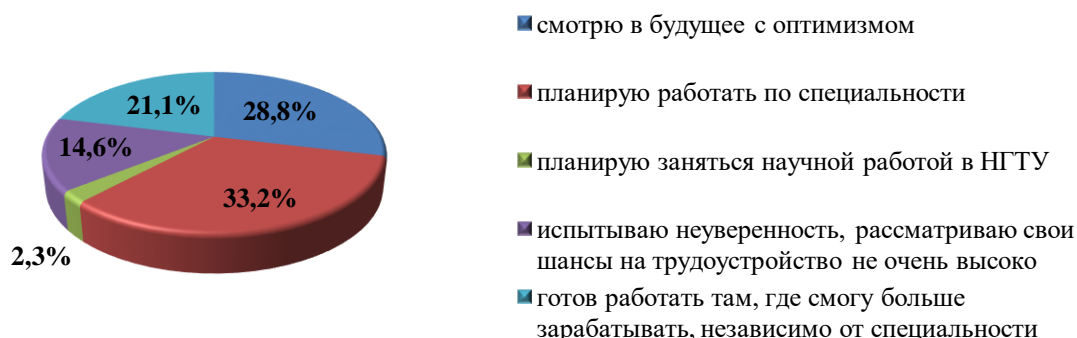 смотрю в будущее с оптимизмом
21,1%
28,8%
планирую работать по специальности
14,6%
планирую заняться научной работой в НГТУ
33,2%
2,3%
испытываю неуверенность, рассматриваю свои
шансы на трудоустройство не очень высоко
готов работать там, где смогу больше
зарабатывать, независимо от специальности